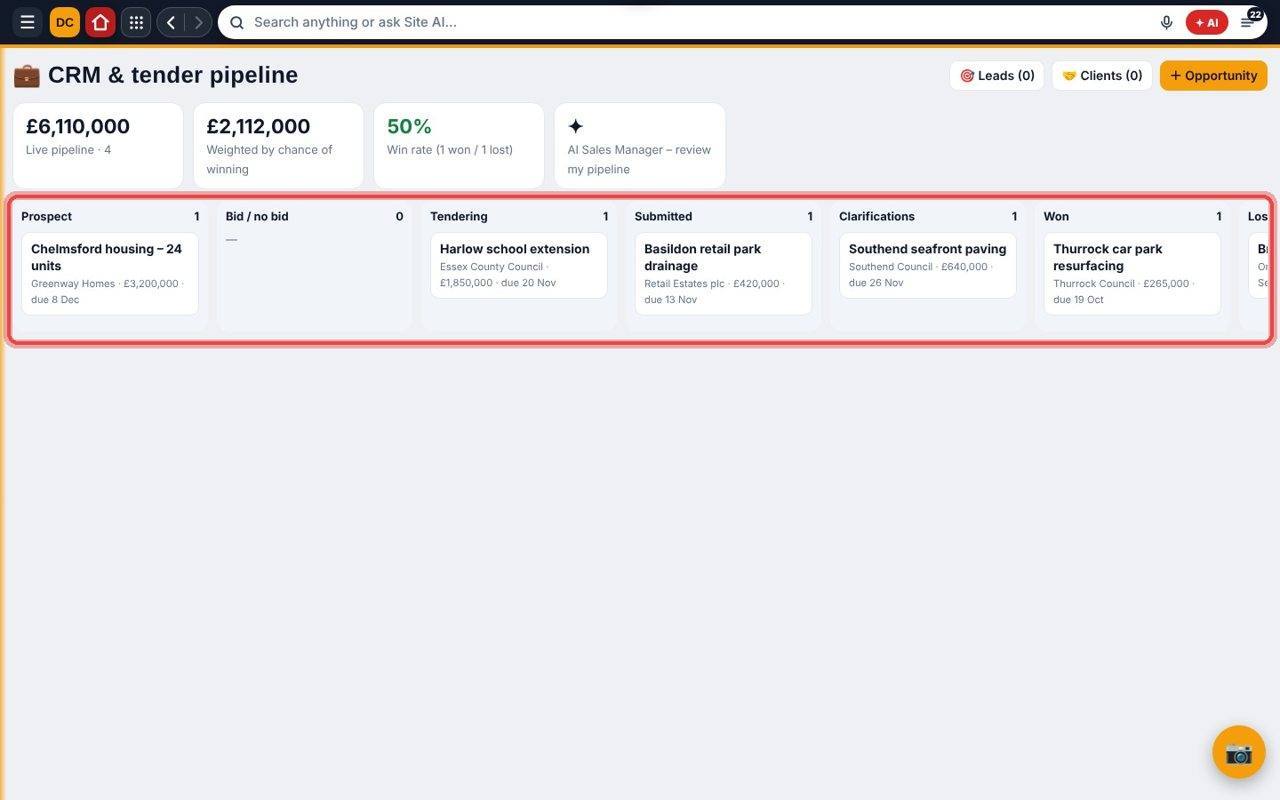 DC
Search anything or ask Site AI...
✦ AI
22
CRM & tender pipeline
Leads (0)
Clients (0)
+ Opportunity
£6,110,000
Live pipeline · 4
£2,112,000
Weighted by chance of
winning
50%
Win rate (1 won / 1 lost)
✦
AI Sales Manager – review
my pipeline
Prospect 1
Chelmsford housing – 24
units
Greenway Homes · £3,200,000 ·
due 8 Dec
Bid / no bid 0
—
Tendering 1
Harlow school extension
Essex County Council ·
£1,850,000 · due 20 Nov
Submitted 1
Basildon retail park
drainage
Retail Estates plc · £420,000 ·
due 13 Nov
Clarifications 1
Southend seafront paving
Southend Council · £640,000 ·
due 26 Nov
Won 1
Thurrock car park
resurfacing
Thurrock Council · £265,000 ·
due 19 Oct
Los